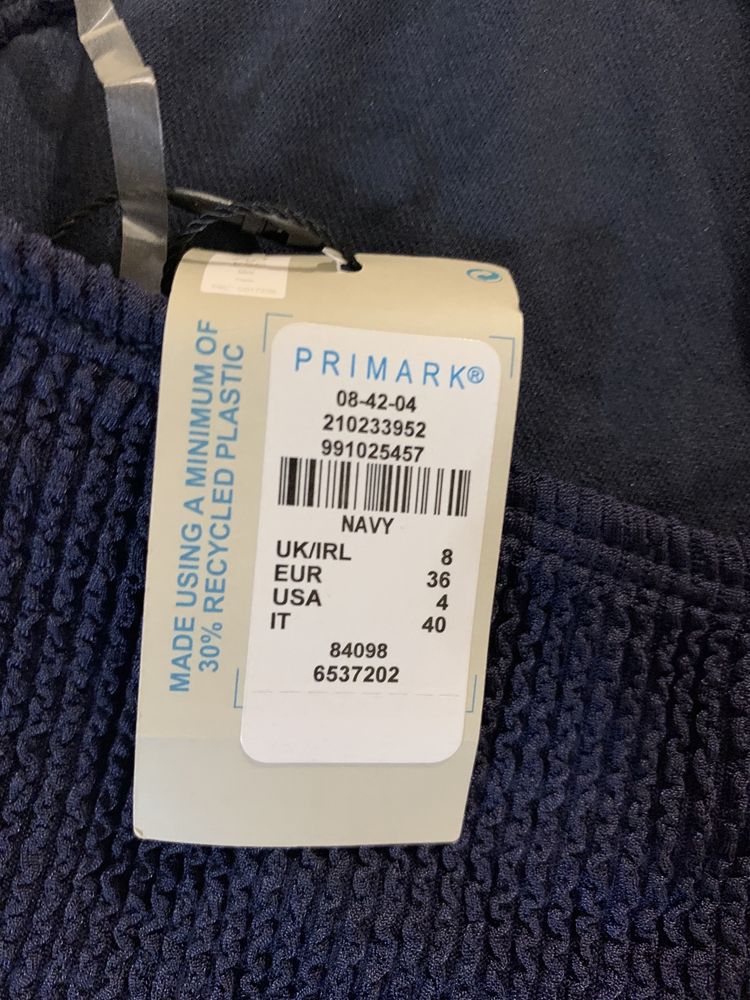 MADE USING A MINIMUM OF
30% RECYCLED PLASTIC
PRIMARK®
08-42-04
210233952
991025457
NAVY
UK/IRL 8
EUR 36
USA 4
IT 40
84098
6537202